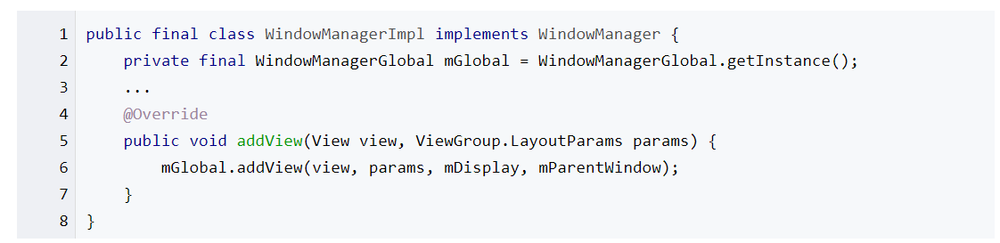 1 public final class WindowManagerImpl implements WindowManager {
2     private final WindowManagerGlobal mGlobal = WindowManagerGlobal.getInstance();
3     ...
4     @Override
5     public void addView(View view, ViewGroup.LayoutParams params) {
6         mGlobal.addView(view, params, mDisplay, mParentWindow);
7     }
8 }